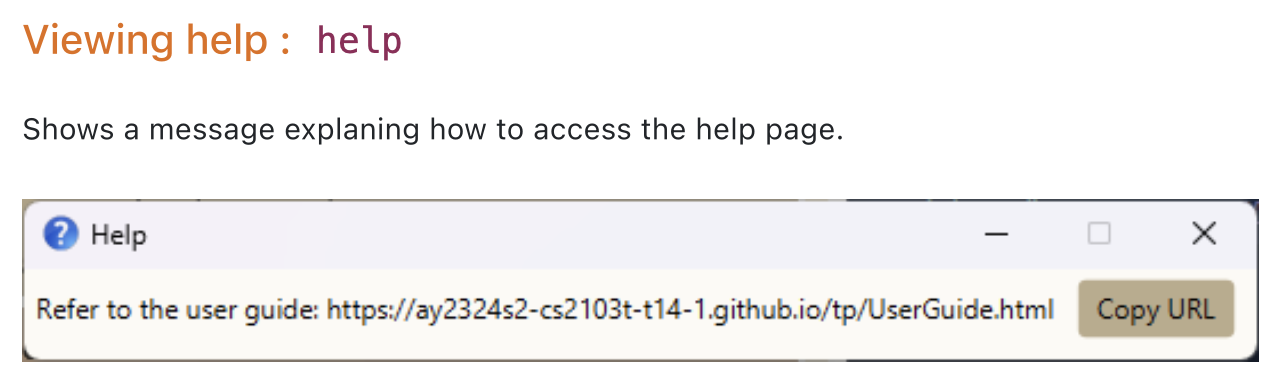 Viewing help : help
Shows a message explaning how to access the help page.
Help
Refer to the user guide: https://ay2324s2-cs2103t-t14-1.github.io/tp/UserGuide.html Copy URL